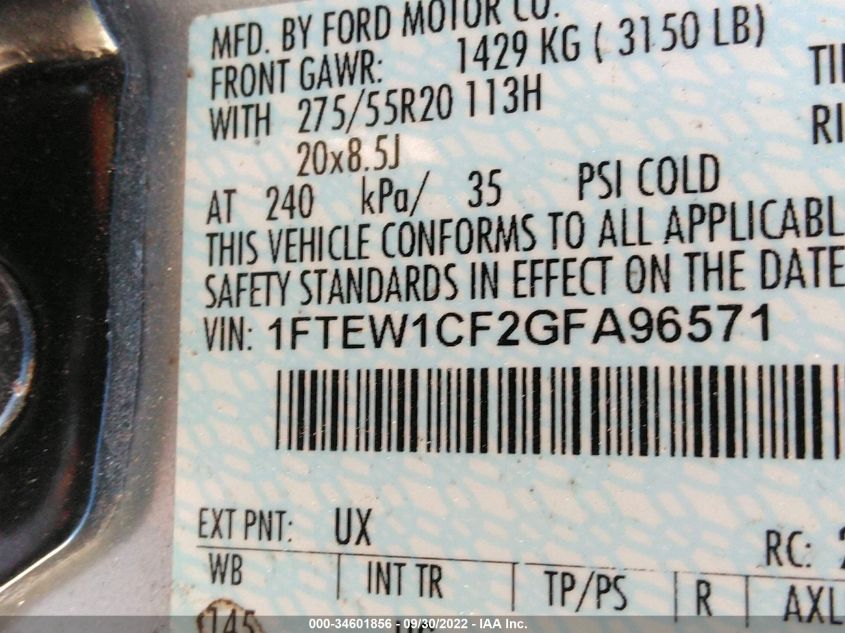 MFD. BY FORD MOTOR CO.
FRONT GAWR: 1429 KG ( 3150 LB)
WITH 275/55R20 113H
20x8.5J
AT 240 kPa/ 35 PSI COLD
THIS VEHICLE CONFORMS TO ALL APPLICABL
SAFETY STANDARDS IN EFFECT ON THE DATE
VIN: 1FTEW1CF2GFA96571
EXT PNT: UX
RC:
WB INT TR TP/PS R AXL
145
000-34601856 - 09/30/2022 - IAA Inc.